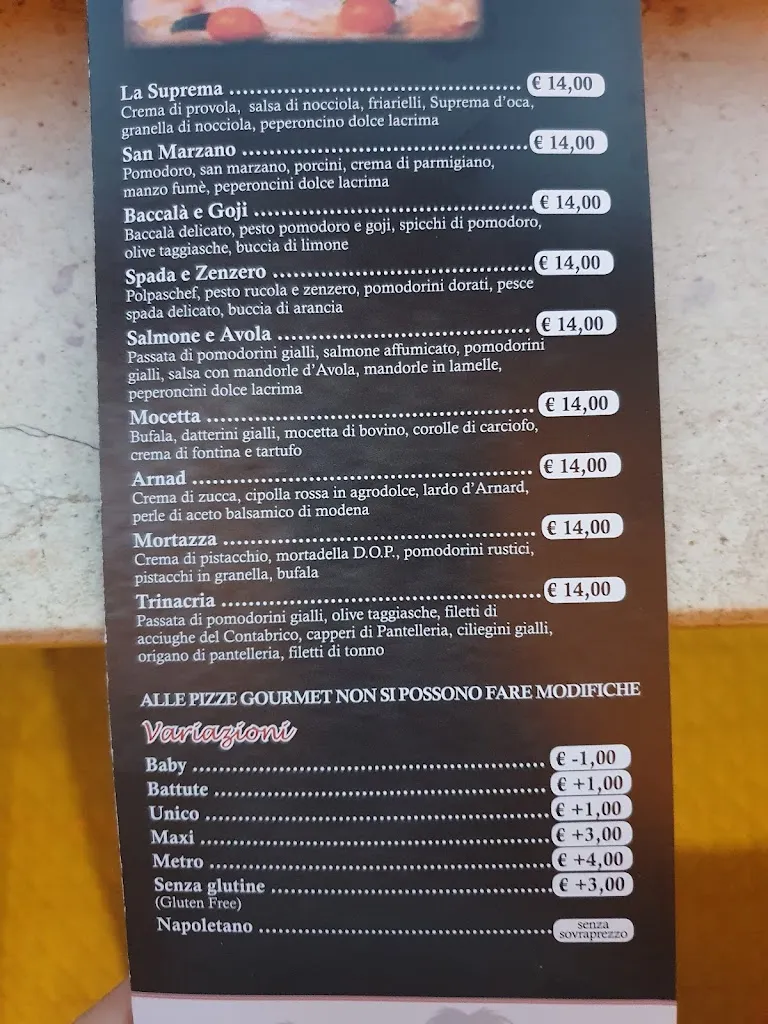 La Suprema ........ € 14,00
Crema di provola, salsa di nocciola, friarielli, Suprema d'oca,
granella di nocciola, peperoncino dolce lacrima
San Marzano ........ € 14,00
Pomodoro, san marzano, porcini, crema di parmigiano,
manzo fumè, peperoncini dolce lacrima
Baccalà e Goji ........ € 14,00
Baccalà delicato, pesto pomodoro e goji, spicchi di pomodoro,
olive taggiasche, buccia di limone
Spada e Zenzero ........ € 14,00
Polpaschef, pesto rucola e zenzero, pomodorini dorati, pesce
spada delicato, buccia di arancia
Salmone e Avola ........ € 14,00
Passata di pomodorini gialli, salmone affumicato, pomodorini
gialli, salsa con mandorle d'Avola, mandorle in lamelle,
peperoncini dolce lacrima
Mocetta ........ € 14,00
Bufala, datterini gialli, mocetta di bovino, corolle di carciofo,
crema di fontina e tartufo
Arnad ........ € 14,00
Crema di zucca, cipolla rossa in agrodolce, lardo d'Arnard,
perle di aceto balsamico di modena
Mortazza ........ € 14,00
Crema di pistacchio, mortadella D.O.P., pomodorini rustici,
pistacchi in granella, bufala
Trinacria ........ € 14,00
Passata di pomodorini gialli, olive taggiasche, filetti di
acciughe del Contabrico, capperi di Pantelleria, ciliegini gialli,
origano di pantelleria, filetti di tonno
ALLE PIZZE GOURMET NON SI POSSONO FARE MODIFICHE
Variazioni
Baby ........ € -1,00
Battute ........ € +1,00
Unico ........ € +1,00
Maxi ........ € +3,00
Metro ........ € +4,00
Senza glutine ........ € +3,00
(Gluten Free)
Napoletano ........ senza sovraprezzo